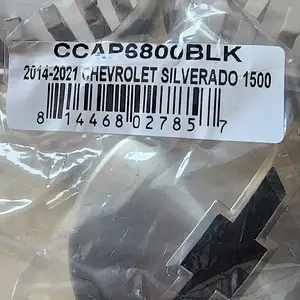 CCAP6800BLK
2014-2021 CHEVROLET SILVERADO 1500
8 14468 02785 7